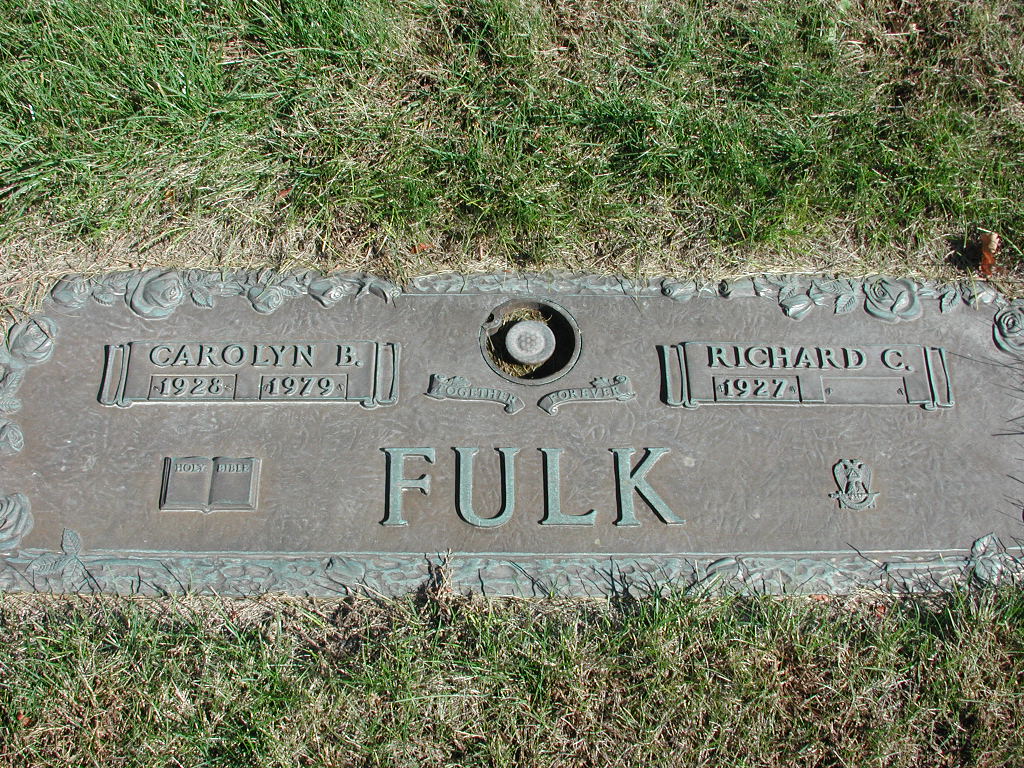 CAROLYN B.
1928 1979
TOGETHER FOREVER
RICHARD C.
1927
HOLY BIBLE
FULK